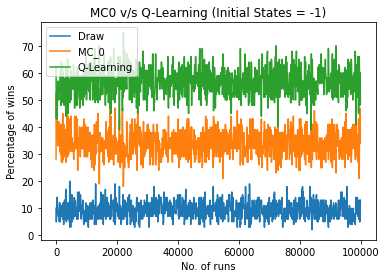 MC0 v/s Q-Learning (Initial States = -1)
Draw
MC_0
Q-Learning
Percentage of wins
70
60
50
40
30
20
10
0
0 20000 40000 60000 80000 100000
No. of runs